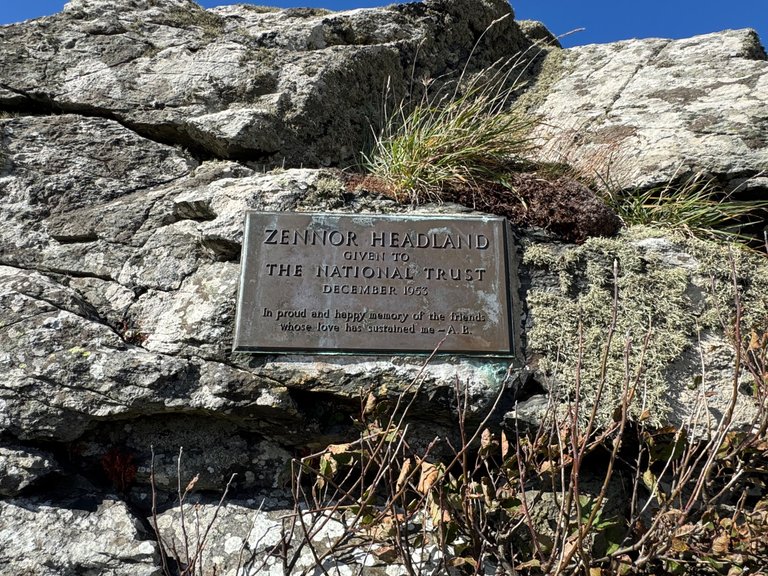 ZENNOR HEADLAND
GIVEN TO
THE NATIONAL TRUST
DECEMBER 1953
In proud and happy memory of the friends
whose love has sustained me – A. B.